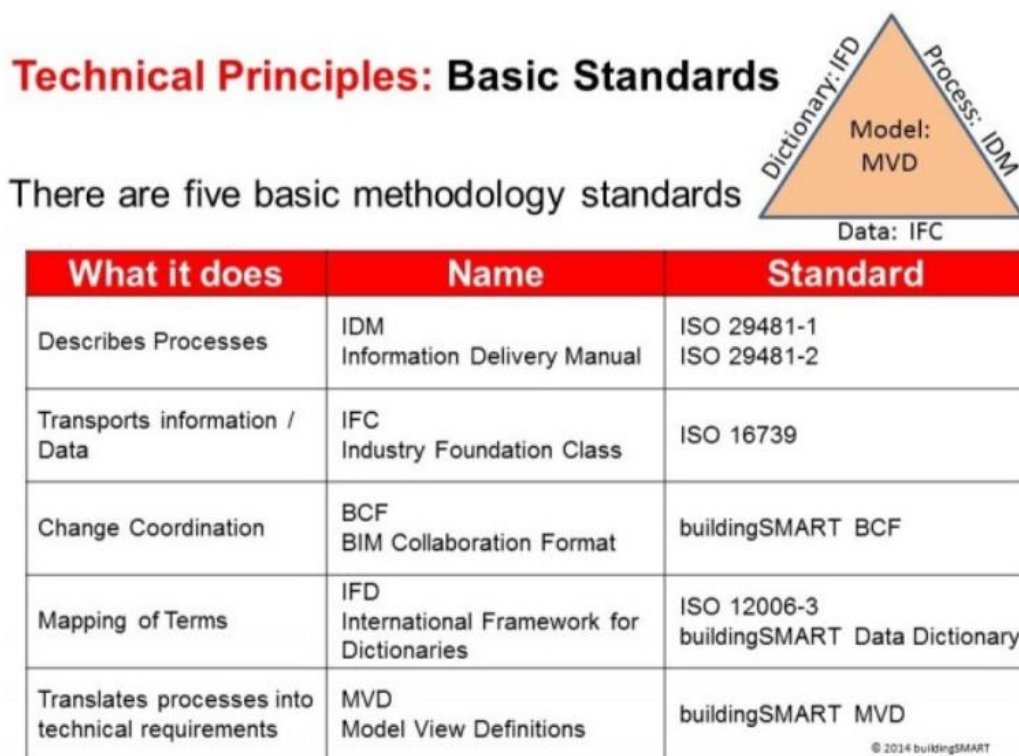 Technical Principles: Basic Standards
Dictionary: IFD
Process: IDM
Model:
MVD
Data: IFC
There are five basic methodology standards
What it does Name Standard
Describes Processes
IDM
Information Delivery Manual
ISO 29481-1
ISO 29481-2
Transports information /
Data
IFC
Industry Foundation Class
ISO 16739
Change Coordination
BCF
BIM Collaboration Format
buildingSMART BCF
Mapping of Terms
IFD
International Framework for
Dictionaries
ISO 12006-3
buildingSMART Data Dictionary
Translates processes into
technical requirements
MVD
Model View Definitions
buildingSMART MVD
© 2014 buildingSMART